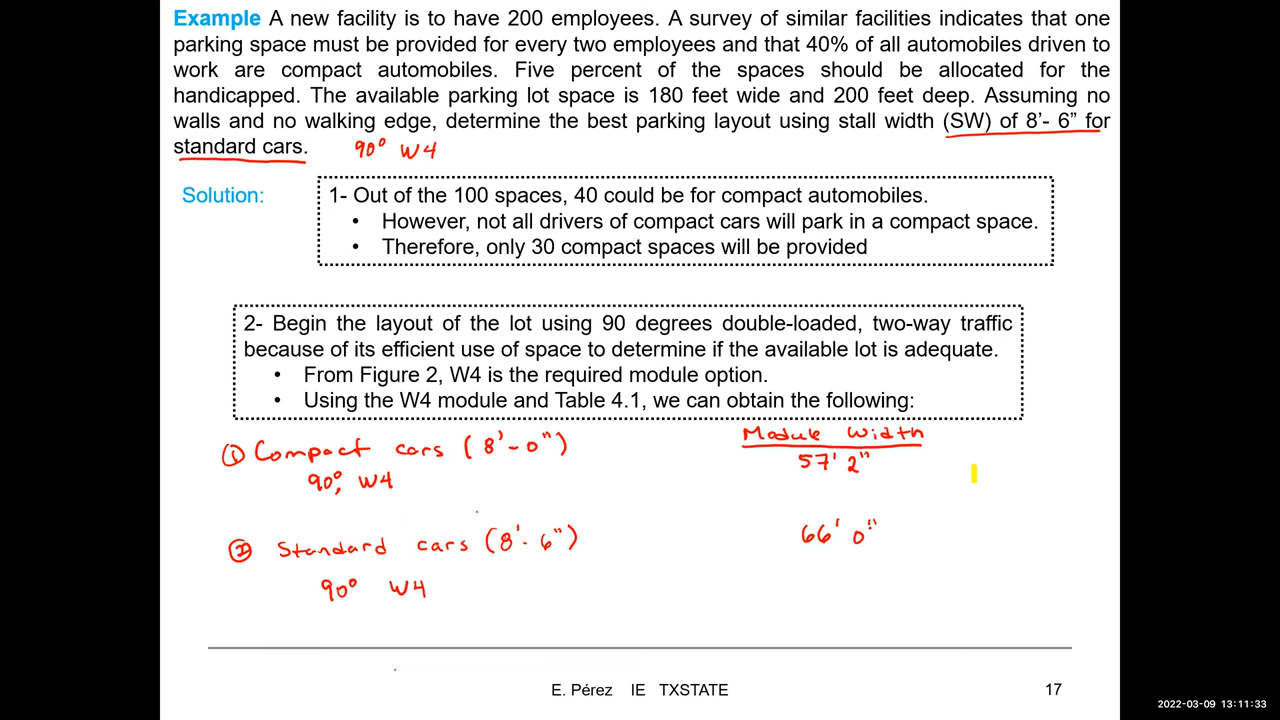 Example A new facility is to have 200 employees. A survey of similar facilities indicates that one
parking space must be provided for every two employees and that 40% of all automobiles driven to
work are compact automobiles. Five percent of the spaces should be allocated for the
handicapped. The available parking lot space is 180 feet wide and 200 feet deep. Assuming no
walls and no walking edge, determine the best parking layout using stall width (SW) of 8'- 6” for
standard cars. 90° W4
Solution:
1- Out of the 100 spaces, 40 could be for compact automobiles.
• However, not all drivers of compact cars will park in a compact space.
• Therefore, only 30 compact spaces will be provided
2- Begin the layout of the lot using 90 degrees double-loaded, two-way traffic
because of its efficient use of space to determine if the available lot is adequate.
• From Figure 2, W4 is the required module option.
• Using the W4 module and Table 4.1, we can obtain the following:
Module Width
① Compact cars (8'-0") 57' 2"
90°, W4
② Standard cars (8'-6") 66' 0"
90° W4
E. Pérez IE TXSTATE 17
2022-03-09 13:11:33